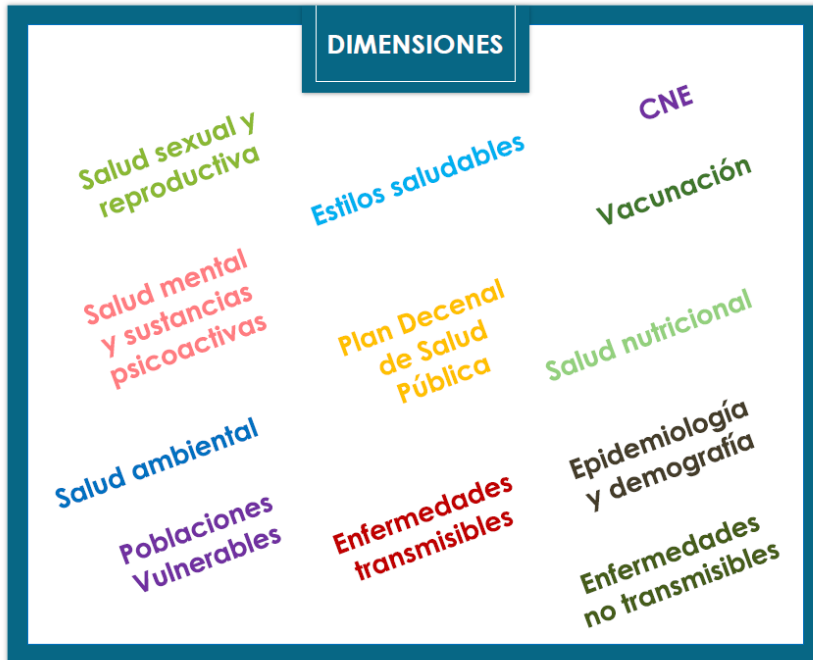 DIMENSIONES
CNE
Salud sexual y
reproductiva
Estilos saludables
Vacunación
Salud mental
y sustancias
psicoactivas
Plan Decenal
de Salud
Pública
Salud nutricional
Salud ambiental
Epidemiología
y demografía
Poblaciones
Vulnerables
Enfermedades
transmisibles
Enfermedades
no transmisibles